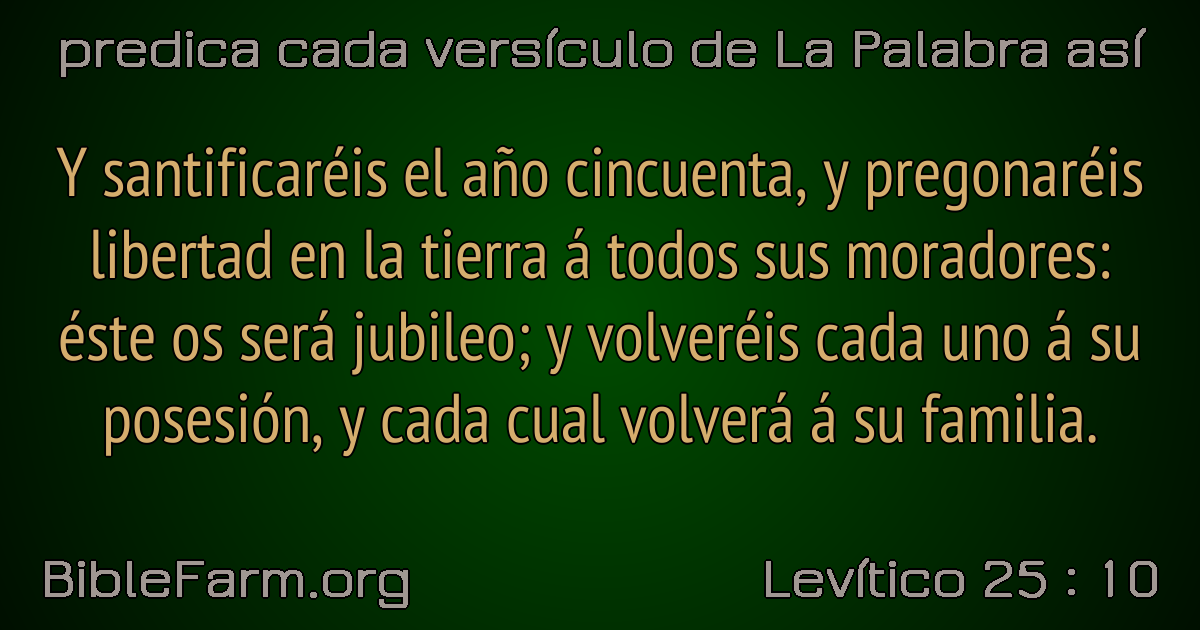 predica cada versículo de La Palabra así
Y santificaréis el año cincuenta, y pregonaréis
libertad en la tierra á todos sus moradores:
éste os será jubileo; y volveréis cada uno á su
posesión, y cada cual volverá á su familia.
BibleFarm.org
Levítico 25 : 10